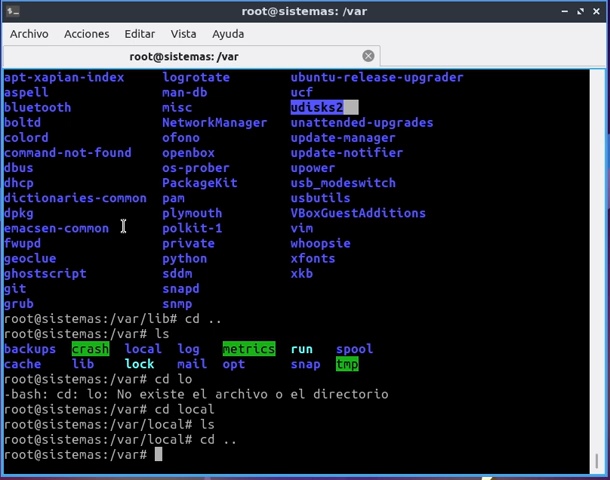 root@sistemas: /var
Archivo Acciones Editar Vista Ayuda
root@sistemas: /var
apt-xapian-index logrotate ubuntu-release-upgrader
aspell man-db ucf
bluetooth misc udisks2
boltd NetworkManager unattended-upgrades
colord ofono update-manager
command-not-found openbox update-notifier
dbus os-prober upower
dhcp PackageKit usb_modeswitch
dictionaries-common pam usbutils
dpkg plymouth VBoxGuestAdditions
emacsen-common polkit-1 vim
fwupd private whoopsie
geoclue python xfonts
ghostscript sddm xkb
git snapd
grub snmp
root@sistemas:/var/lib# cd ..
root@sistemas:/var# ls
backups crash local log metrics run spool
cache lib lock mail opt snap tmp
root@sistemas:/var# cd lo
-bash: cd: lo: No existe el archivo o el directorio
root@sistemas:/var# cd local
root@sistemas:/var/local# ls
root@sistemas:/var/local# cd ..
root@sistemas:/var#